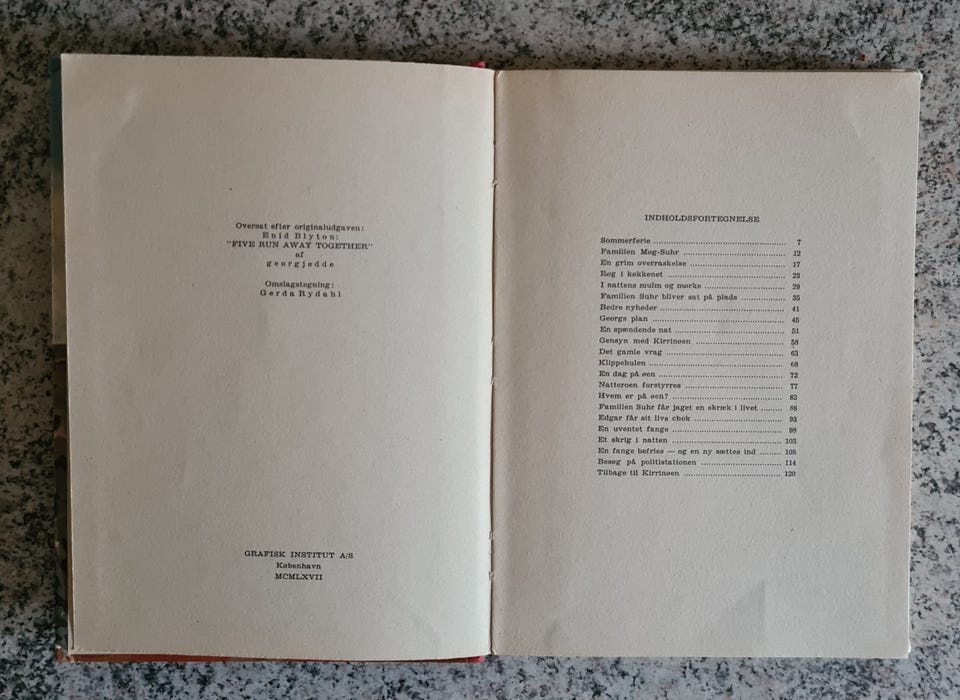 Oversat efter originaludgaven:
Enid Blyton:
"FIVE RUN AWAY TOGETHER"
af
georgjedde
Omslagstegning:
Gerda Rydahl
GRAFISK INSTITUT A/S
København
MCMLXVII
INDHOLDSFORTEGNELSE
Sommerferie ........ 7
Familien Møg-Suhr ........ 12
En grim overraskelse ........ 17
Røg i køkkenet ........ 23
I nattens mulm og mørke ........ 29
Familien Suhr bliver sat på plads ........ 35
Bedre nyheder ........ 41
Georgs plan ........ 45
En spændende nat ........ 51
Gensyn med Kirrinøen ........ 58
Det gamle vrag ........ 63
Klippehulen ........ 68
En dag på øen ........ 72
Natteroen forstyrres ........ 77
Hvem er på øen? ........ 83
Familien Suhr får jaget en skræk i livet ........ 88
Edgar får sit livs chok ........ 93
En uventet fange ........ 98
Et skrig i natten ........ 103
En fange befries — og en ny sættes ind ........ 108
Besøg på politistationen ........ 114
Tilbage til Kirrinøen ........ 120